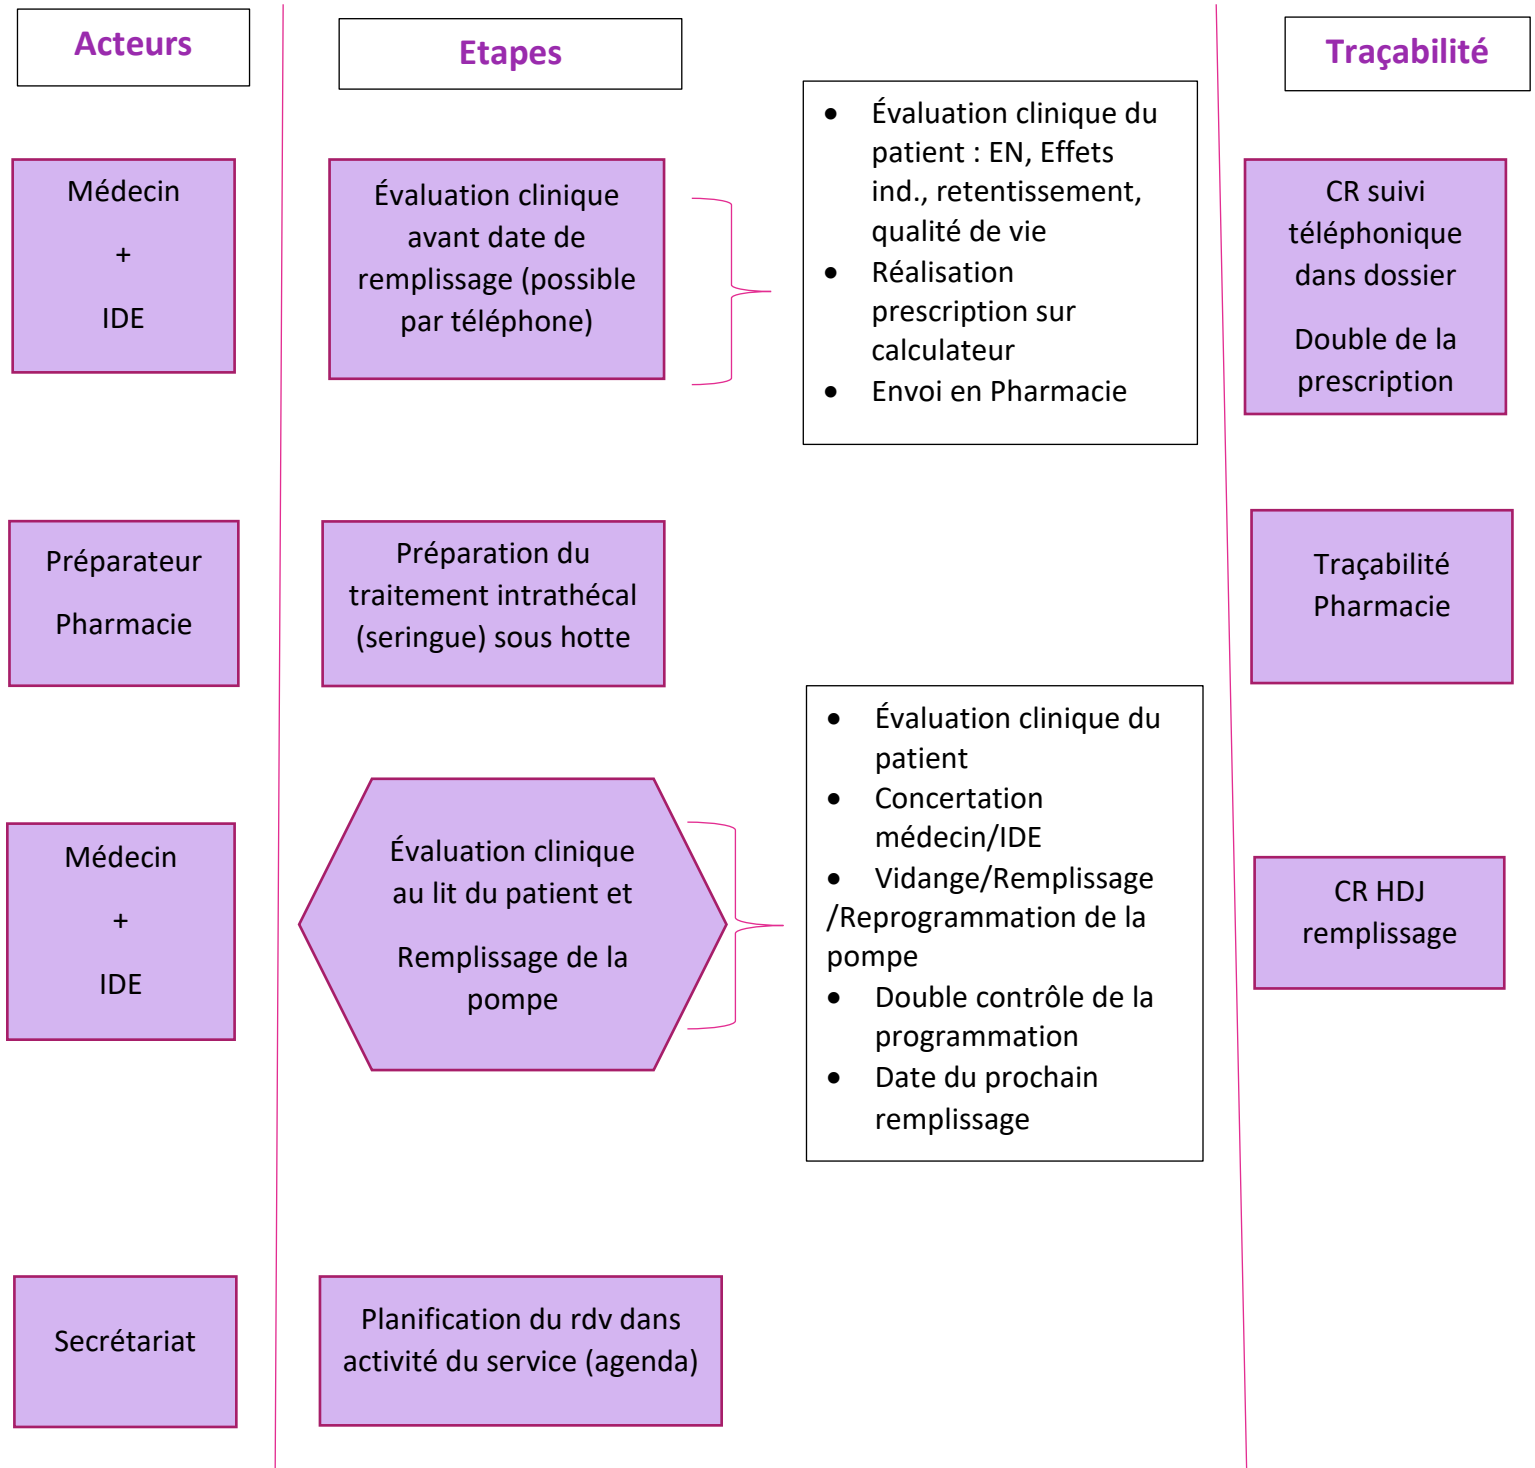 Acteurs
Etapes
Traçabilité
Médecin
+
IDE
Évaluation clinique
avant date de
remplissage (possible
par téléphone)
• Évaluation clinique du
patient : EN, Effets
ind., retentissement,
qualité de vie
• Réalisation
prescription sur
calculateur
• Envoi en Pharmacie
CR suivi
téléphonique
dans dossier
Double de la
prescription
Préparateur
Pharmacie
Préparation du
traitement intrathécal
(seringue) sous hotte
Traçabilité
Pharmacie
Médecin
+
IDE
Évaluation clinique
au lit du patient et
Remplissage de la
pompe
• Évaluation clinique du
patient
• Concertation
médecin/IDE
• Vidange/Remplissage
/Reprogrammation de la
pompe
• Double contrôle de la
programmation
• Date du prochain
remplissage
CR HDJ
remplissage
Secrétariat
Planification du rdv dans
activité du service (agenda)